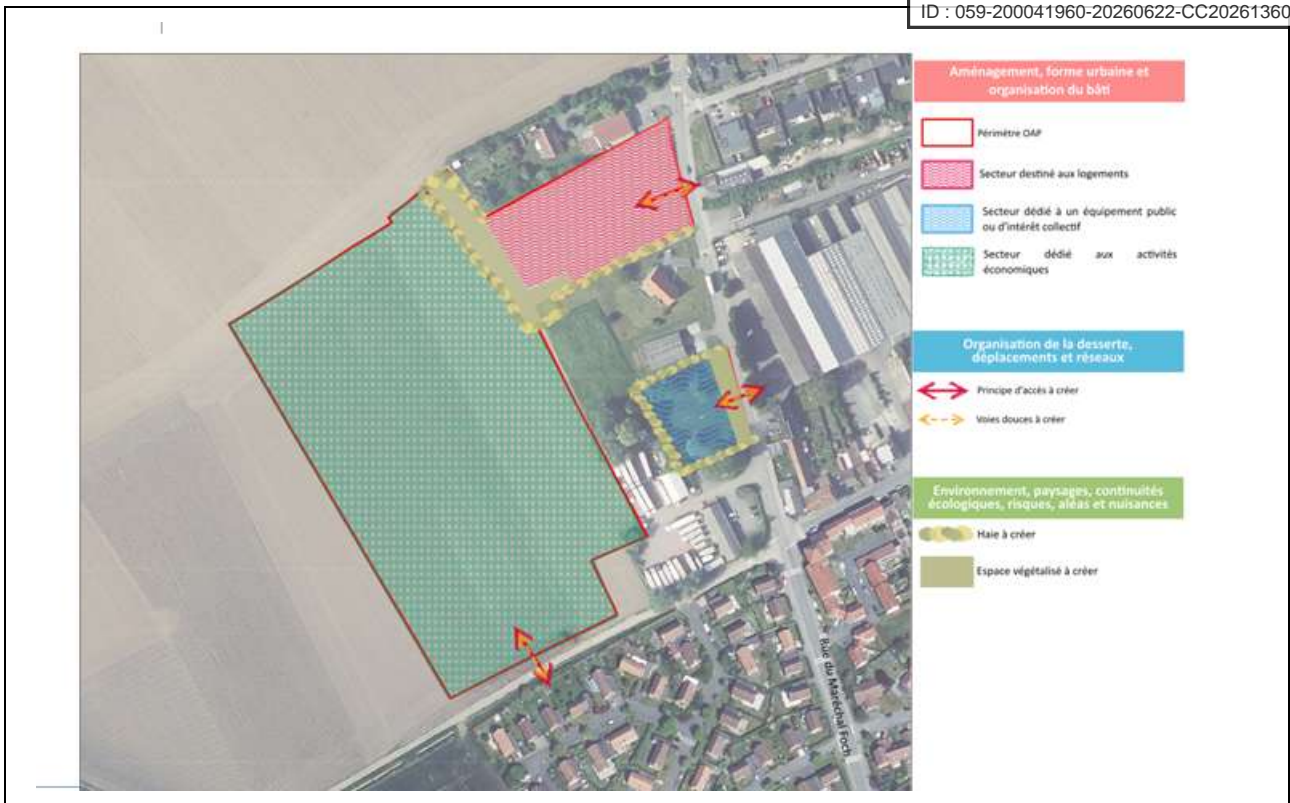 ID : 059-200041960-20260622-CC20261360
Aménagement, forme urbaine et
organisation du bâti
Périmètre OAP
Secteur destiné aux logements
Secteur dédié à un équipement public
ou d'intérêt collectif
Secteur dédié aux activités
économiques
Organisation de la desserte,
déplacements et réseaux
Principe d'accès à créer
Voies douces à créer
Environnement, paysages, continuités
écologiques, risques, aléas et nuisances
Haie à créer
Espace végétalisé à créer
Rue du Maréchal Foch